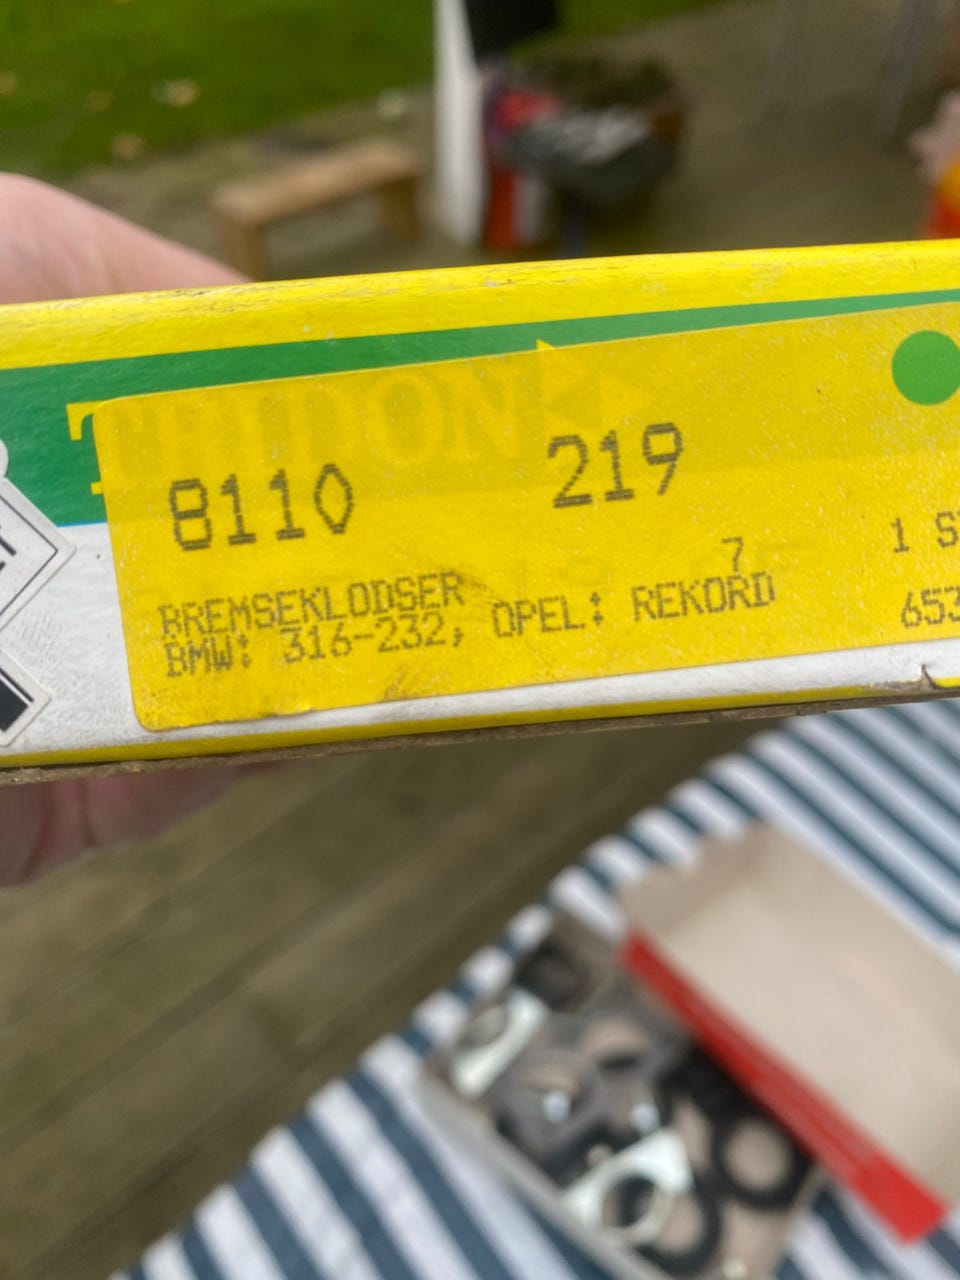 TRIDON
8110 219
7
1 S
BREMSEKLODSER
BMW: 316-232, OPEL: REKORD
653